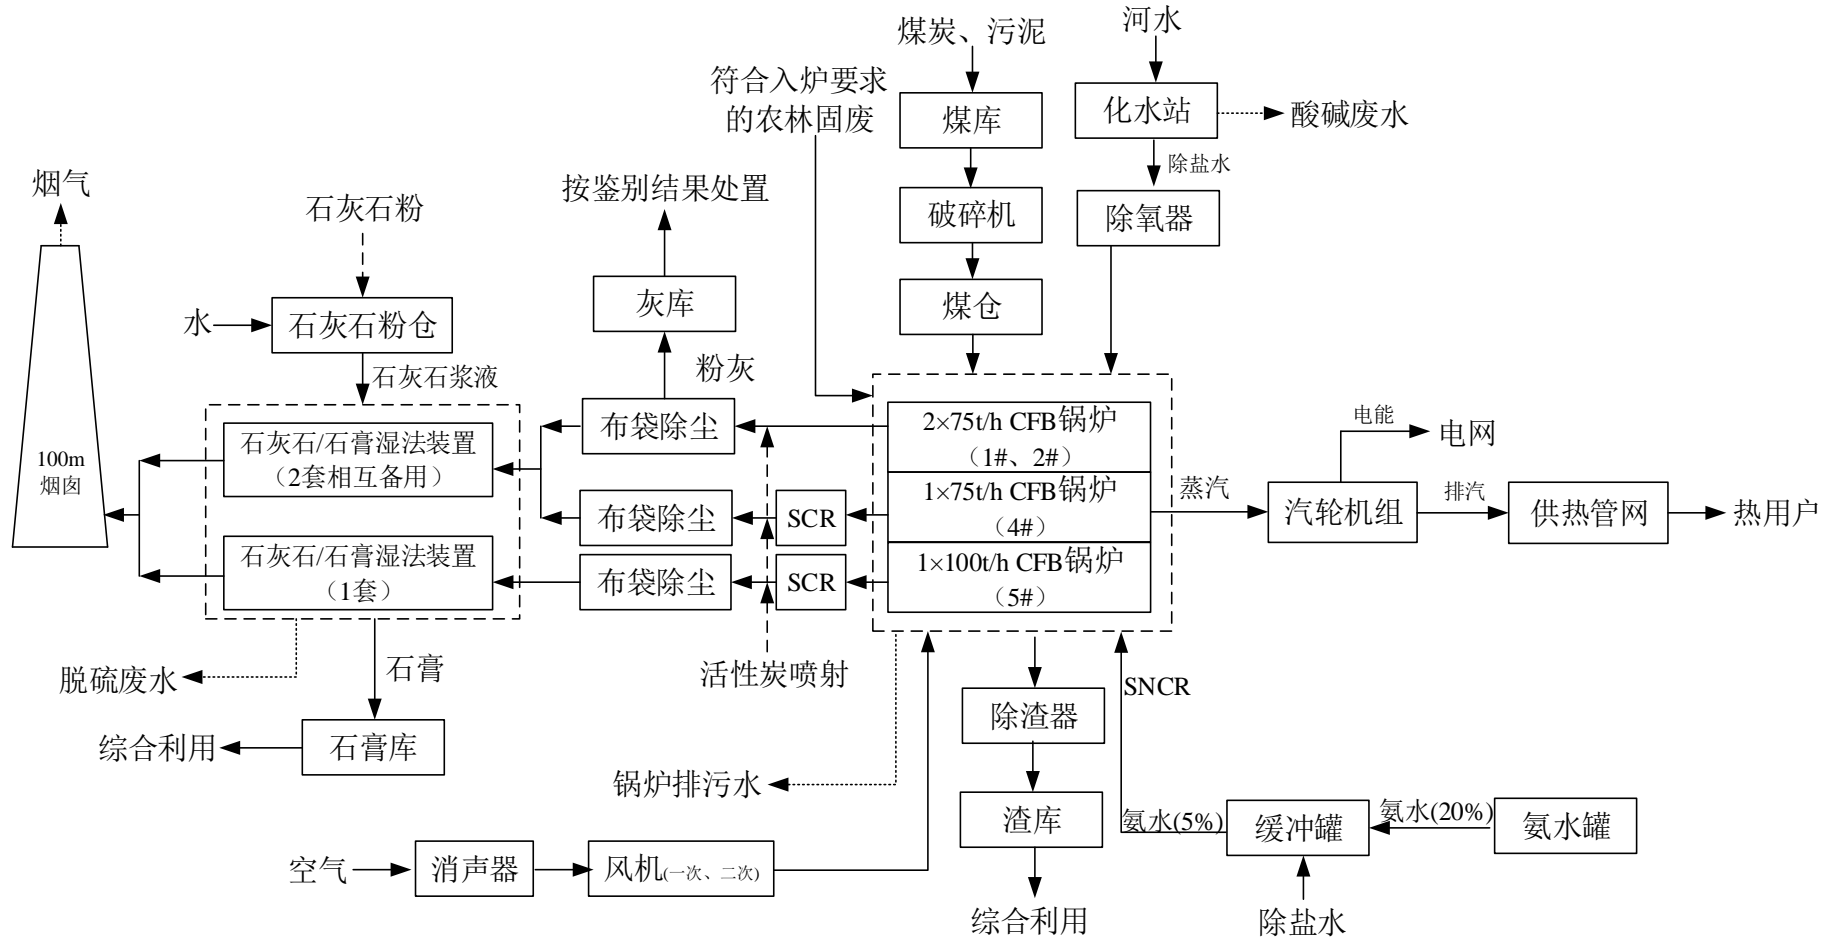 煤炭、污泥
河水
符合入炉要求
的农林固废
煤库
化水站
酸碱废水
除盐水
烟气
石灰石粉
按鉴别结果处置
破碎机
除氧器
灰库
煤仓
水
石灰石粉仓
粉灰
石灰石浆液
布袋除尘
2×75t/h CFB锅炉
(1#、2#)
电能
电网
石灰石/石膏湿法装置
(2套相互备用)
100m
烟囱
1×75t/h CFB锅炉
(4#)
蒸汽
排汽
布袋除尘
SCR
汽轮机组
供热管网
热用户
石灰石/石膏湿法装置
(1套)
布袋除尘
SCR
1×100t/h CFB锅炉
(5#)
脱硫废水
石膏
活性炭喷射
SNCR
除渣器
综合利用
石膏库
锅炉排污水
渣库
氨水(5%)
缓冲罐
氨水(20%)
氨水罐
空气
消声器
风机(一次、二次)
综合利用
除盐水